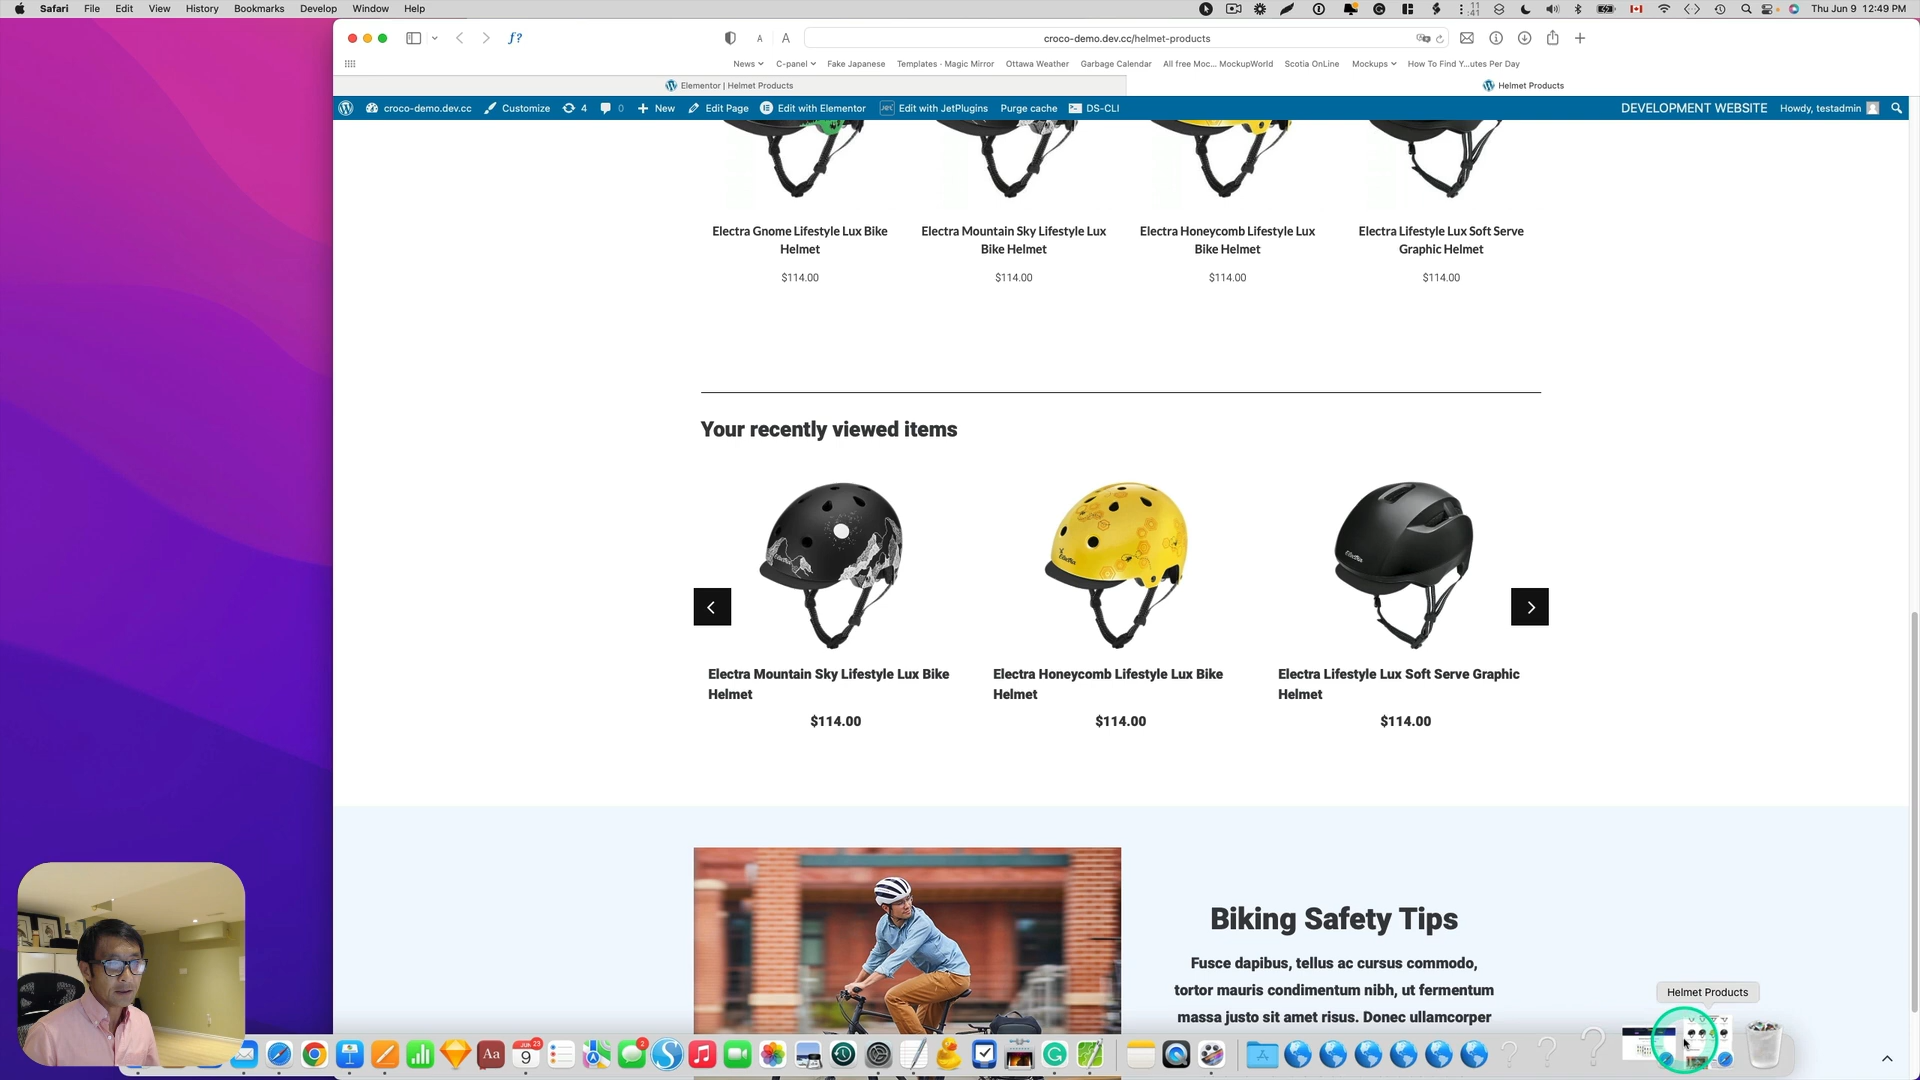 Safari File Edit View History Bookmarks Develop Window Help
Thu Jun 9 12:49 PM
croco-demo.dev.cc/helmet-products
News C-panel Fake Japanese Templates - Magic Mirror Ottawa Weather Garbage Calendar All free Moc... MockupWorld Scotia OnLine Mockups How To Find Y...utes Per Day
Elementor | Helmet Products
Helmet Products
croco-demo.dev.cc Customize 4 0 New Edit Page Edit with Elementor Edit with JetPlugins Purge cache DS-CLI
DEVELOPMENT WEBSITE Howdy, testadmin
Electra Gnome Lifestyle Lux Bike
Helmet
$114.00
Electra Mountain Sky Lifestyle Lux
Bike Helmet
$114.00
Electra Honeycomb Lifestyle Lux
Bike Helmet
$114.00
Electra Lifestyle Lux Soft Serve
Graphic Helmet
$114.00
Your recently viewed items
Electra Mountain Sky Lifestyle Lux Bike
Helmet
$114.00
Electra Honeycomb Lifestyle Lux Bike
Helmet
$114.00
Electra Lifestyle Lux Soft Serve Graphic
Helmet
$114.00
Biking Safety Tips
Fusce dapibus, tellus ac cursus commodo,
tortor mauris condimentum nibh, ut fermentum
massa justo sit amet risus. Donec ullamcorper
Helmet Products